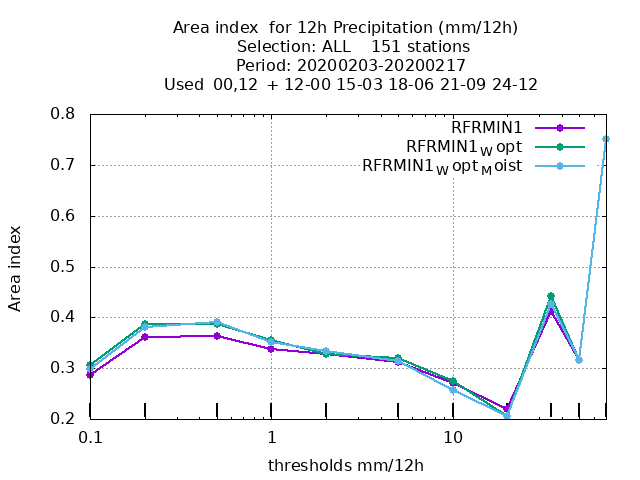 Area index  for 12h Precipitation (mm/12h)
Selection: ALL    151 stations
Period: 20200203-20200217
Used  00,12  + 12-00 15-03 18-06 21-09 24-12
RFRMIN1
RFRMIN1Wopt
RFRMIN1WoptMoist
Area index
0.8
0.7
0.6
0.5
0.4
0.3
0.2
0.1
1
10
thresholds mm/12h